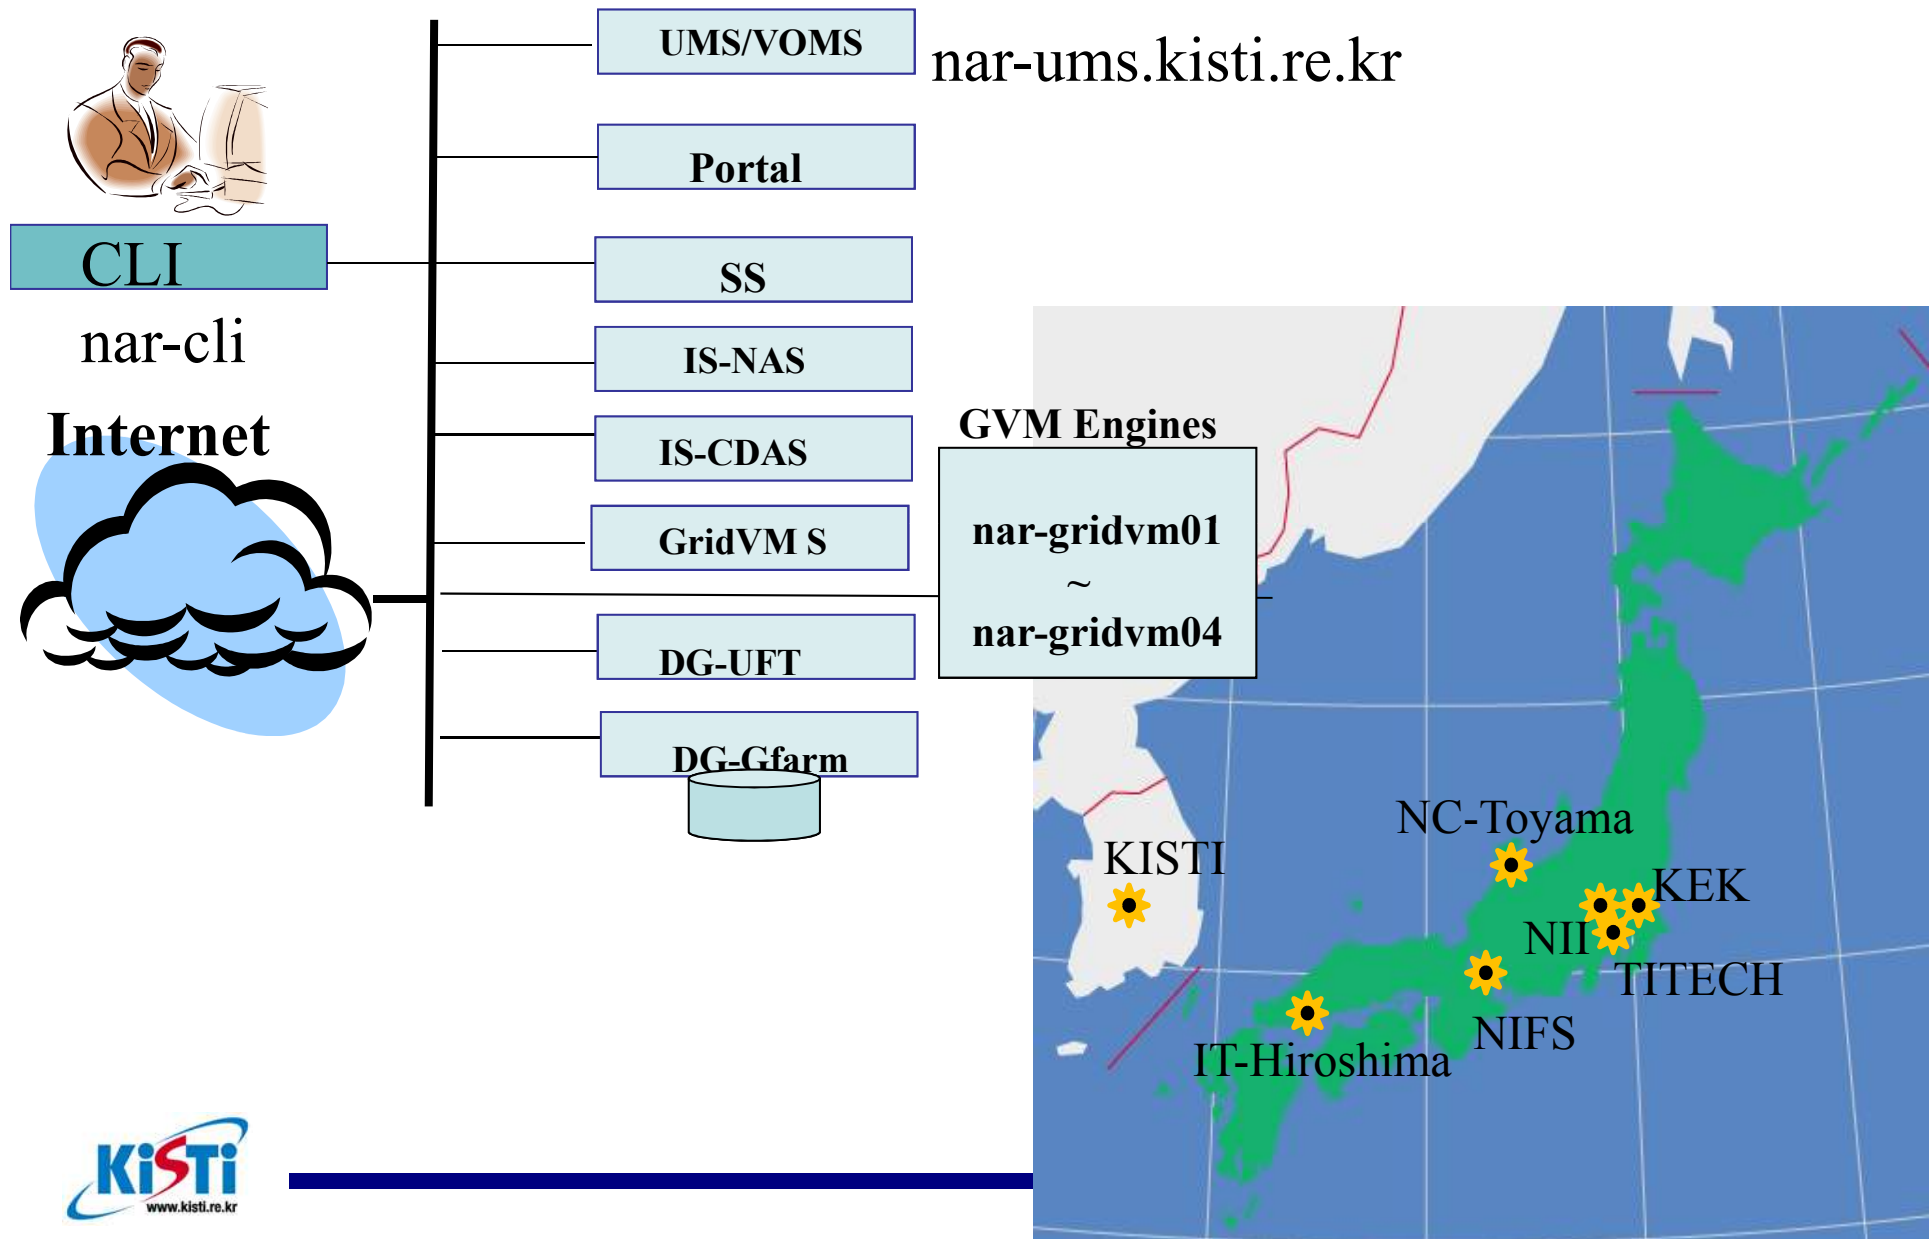 UMS/VOMS
nar-ums.kisti.re.kr
Portal
CLI
SS
nar-cli
IS-NAS
Internet
IS-CDAS
GVM Engines
GridVM S
nar-gridvm01
~
nar-gridvm04
DG-UFT
DG-Gfarm
NC-Toyama
KISTI
KEK
NII
TITECH
NIFS
IT-Hiroshima
KiSTi
www.kisti.re.kr